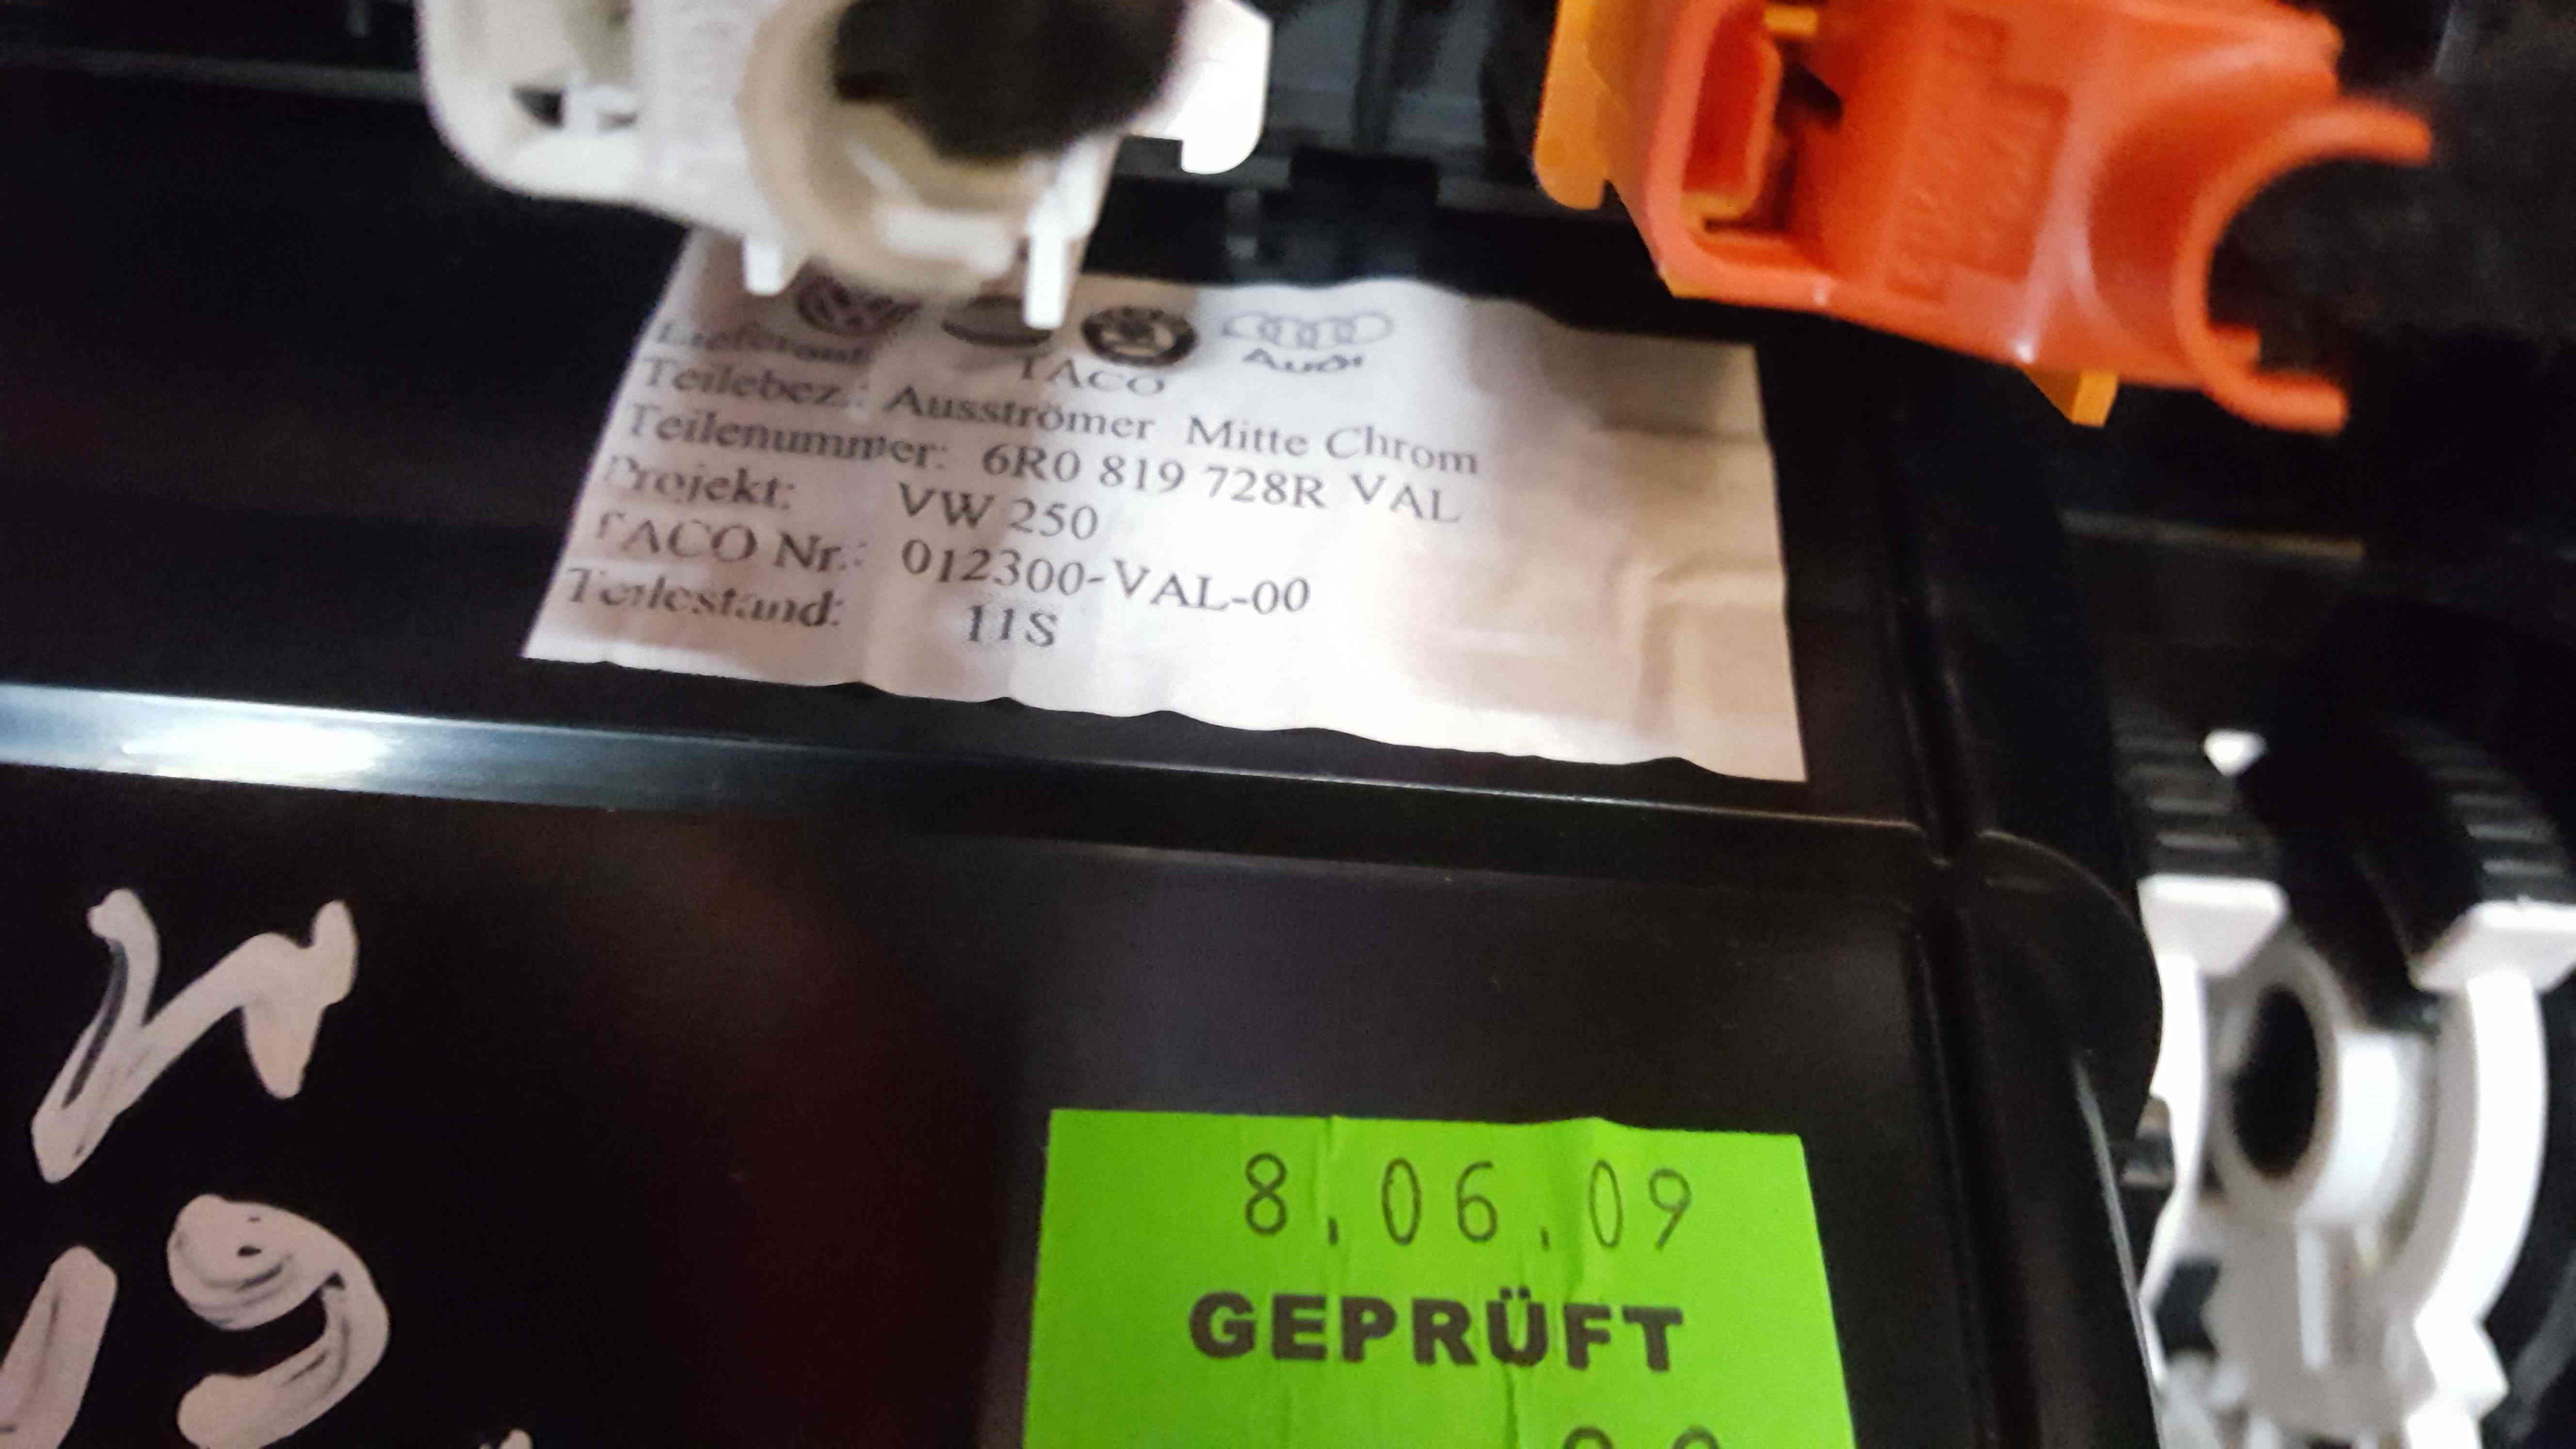 Audi
Lieferant TACO
Teilebez.: Ausströmer Mitte Chrom
Teilenummer: 6R0 819 728R VAL
Projekt: VW 250
TACO Nr.: 012300-VAL-00
Teilestand: 11S
8.06.09
GEPRÜFT